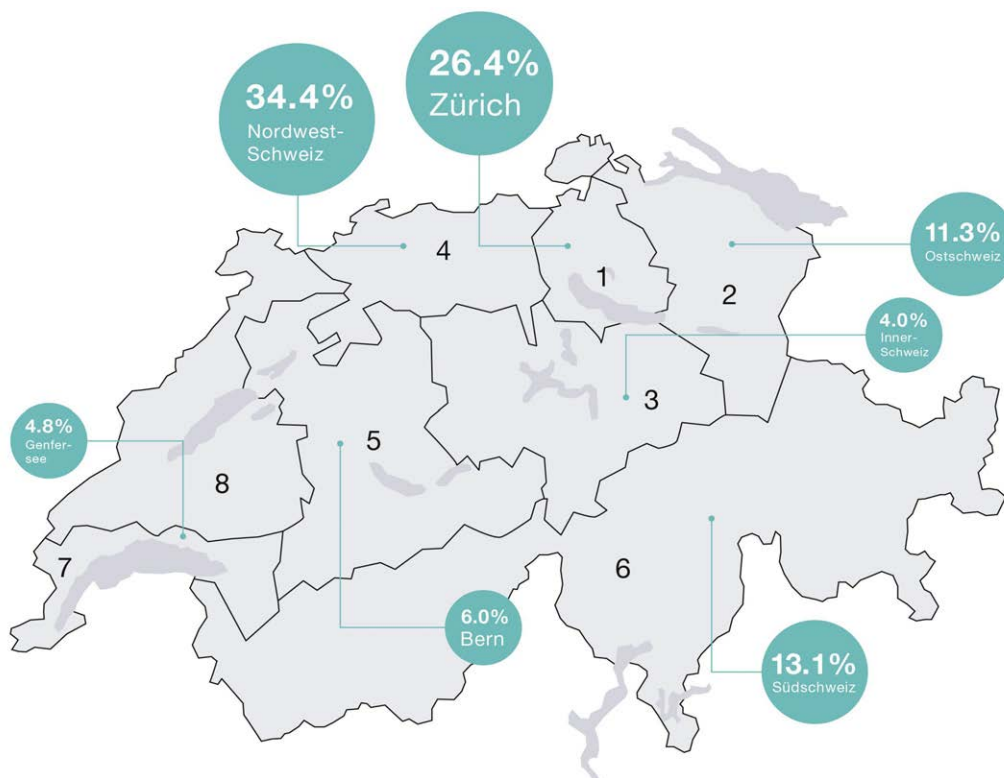 26.4%
Zürich
34.4%
Nordwest-
Schweiz
4
1
11.3%
Ostschweiz
2
4.0%
Inner-
Schweiz
3
4.8%
Genfer-
see
5
8
7
6
6.0%
Bern
13.1%
Südschweiz